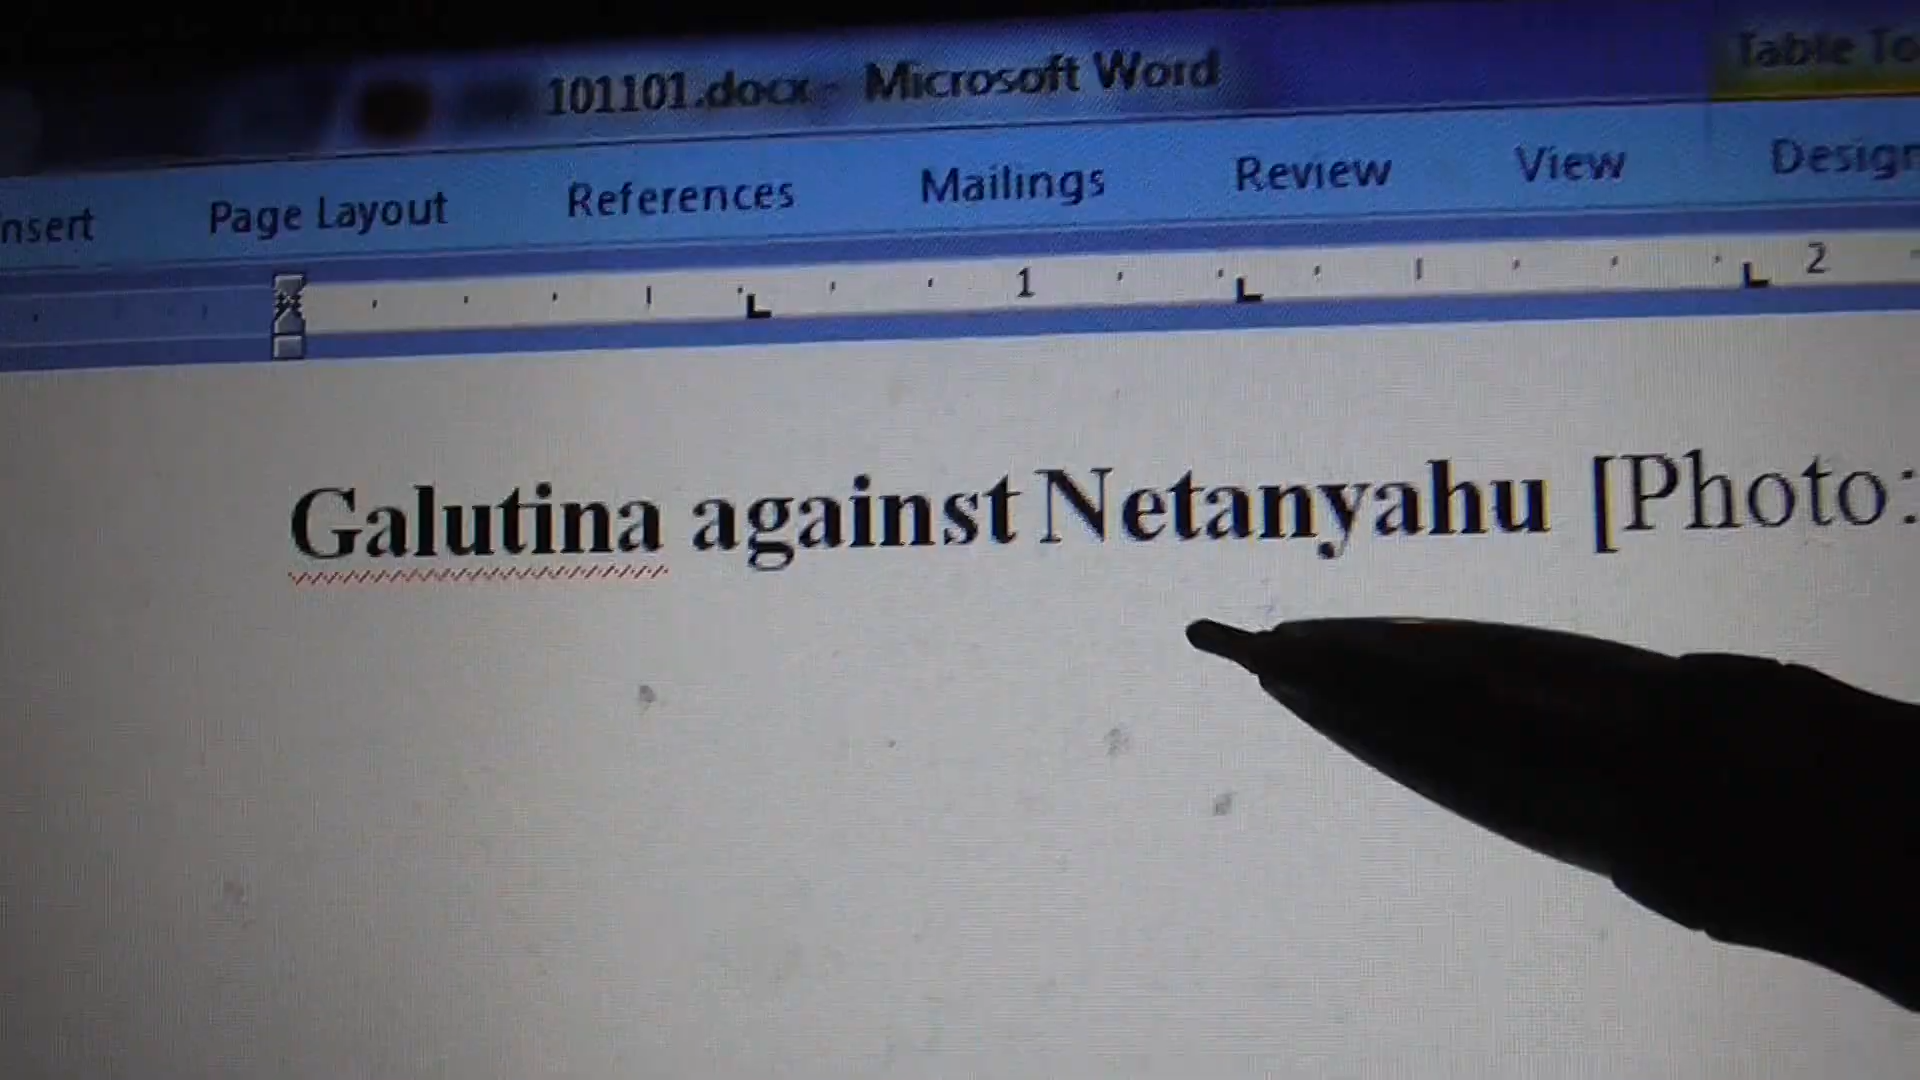 101101.docx - Microsoft Word
Table To
nsert Page Layout References Mailings Review View Design
1 2
Galutina against Netanyahu [Photo: